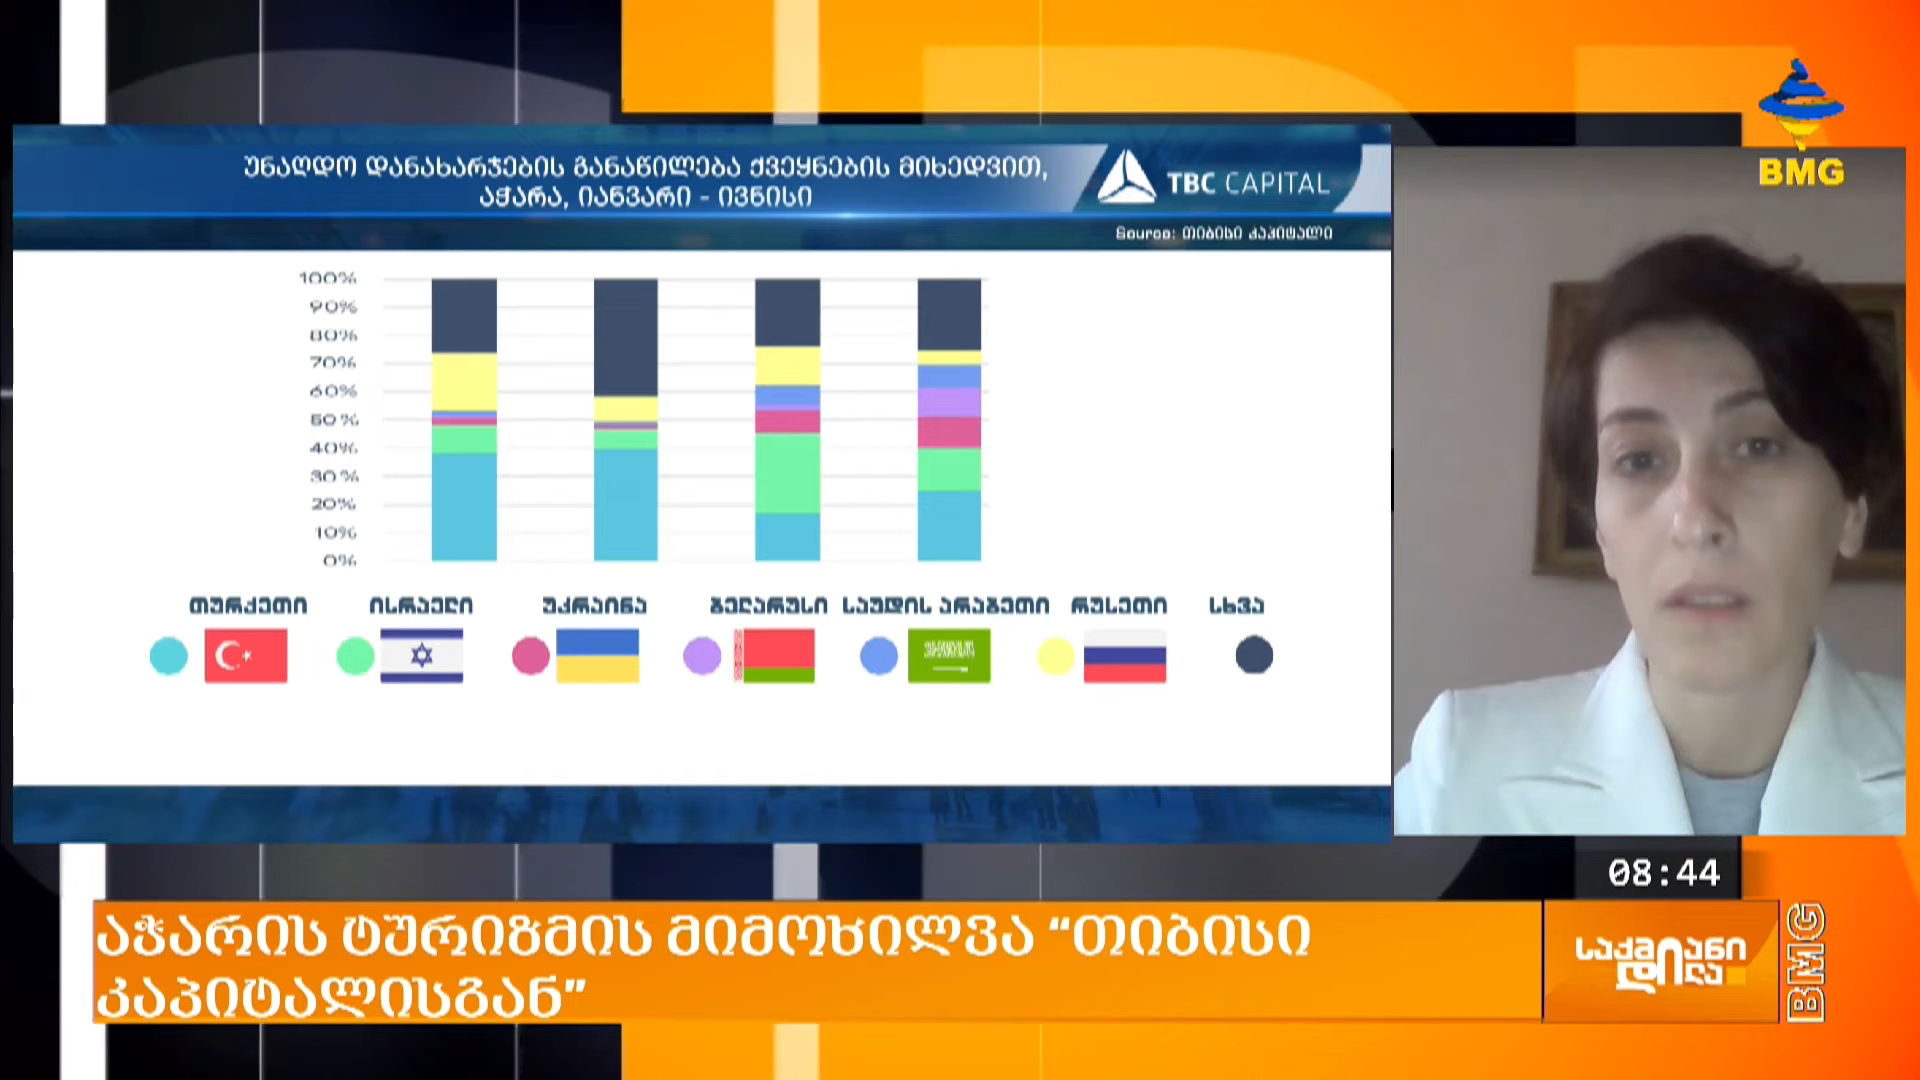 BMG
უნაღდო დანახარჯების განაწილება ქვეყნების მიხედვით,
აჭარა, იანვარი - ივნისი
TBC CAPITAL
Source: თიბისი კაპიტალი
100%
90%
80%
70%
60%
50%
40%
30%
20%
10%
0%
თურქეთი ისრაელი უკრაინა ბელარუსი საუდის არაბეთი რუსეთი სხვა
08:44
აჭარის ტურიზმის მიმოხილვა “თიბისი
კაპიტალისგან”
საქმიანი
დილა
BMG